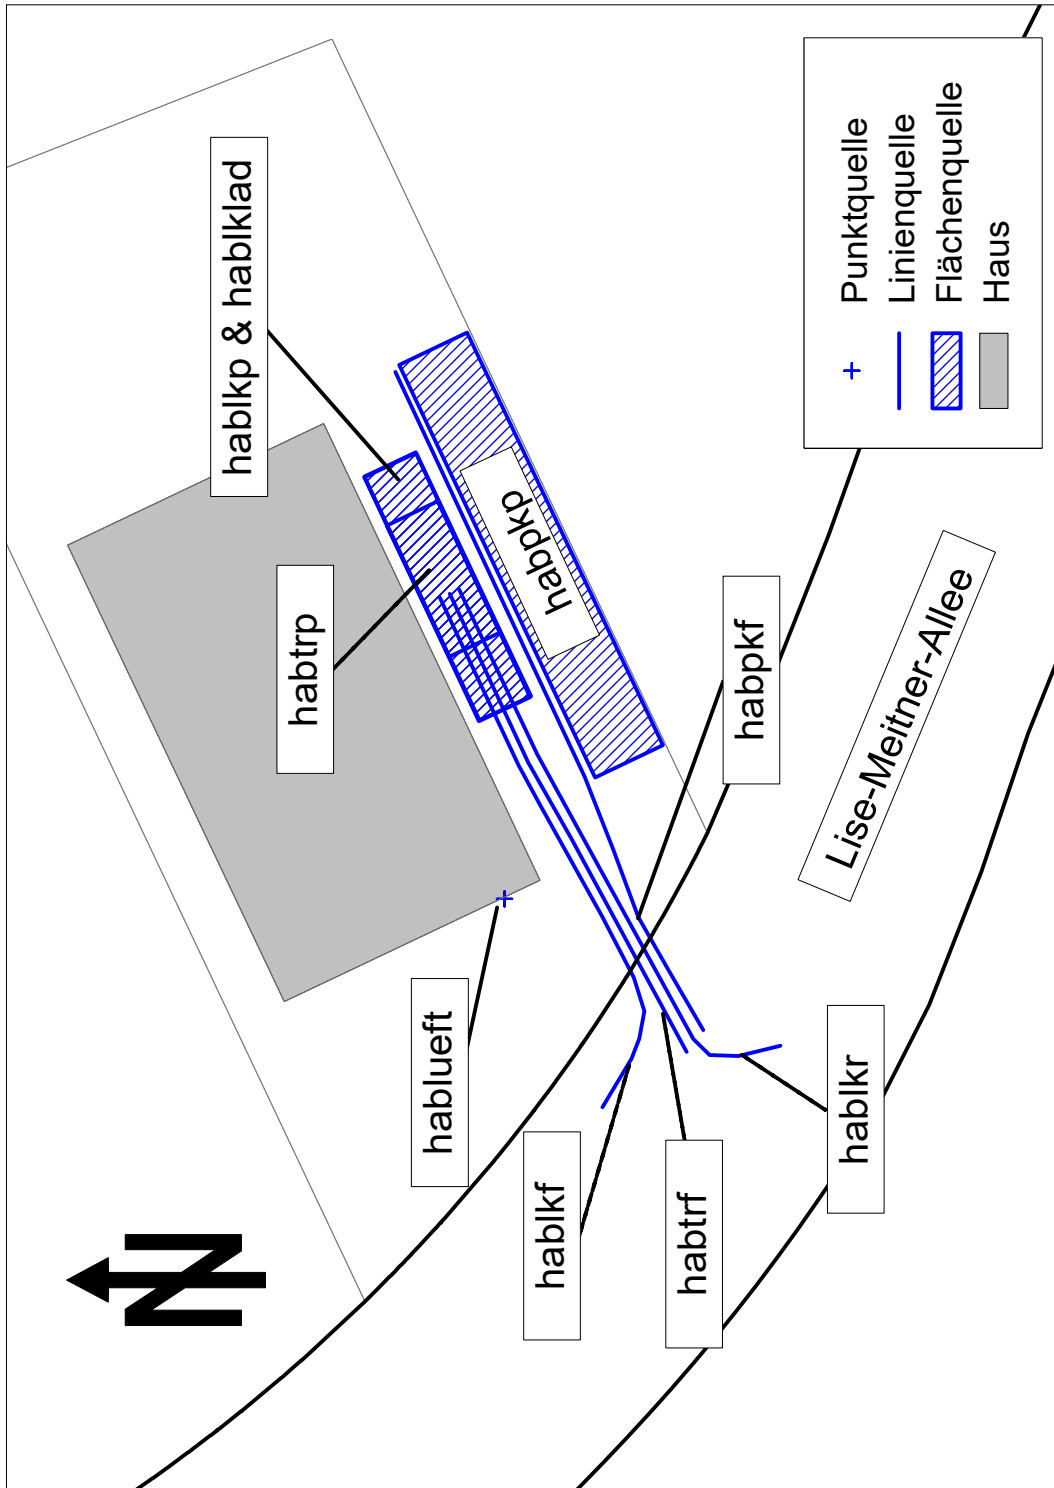 hablkp & hablklad
habtrp
habpkp
habpkf
hablueft
hablkf
habtrf
hablkr
Lise-Meitner-Allee
Punktquelle
Linienquelle
Flächenquelle
Haus
N